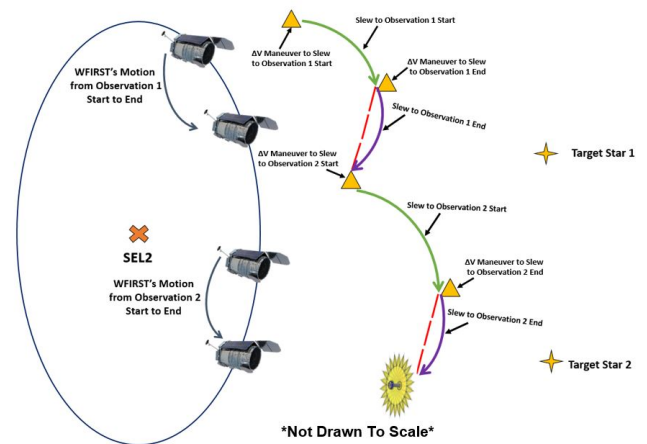 ΔV Maneuver to Slew
to Observation 1 Start
Slew to Observation 1 Start
WFIRST's Motion
from Observation 1
Start to End
ΔV Maneuver to Slew
to Observation 1 End
Slew to Observation 1 End
ΔV Maneuver to Slew
to Observation 2 Start
Target Star 1
Slew to Observation 2 Start
SEL2
WFIRST's Motion
from Observation 2
Start to End
ΔV Maneuver to Slew
to Observation 2 End
Slew to Observation 2 End
Target Star 2
*Not Drawn To Scale*